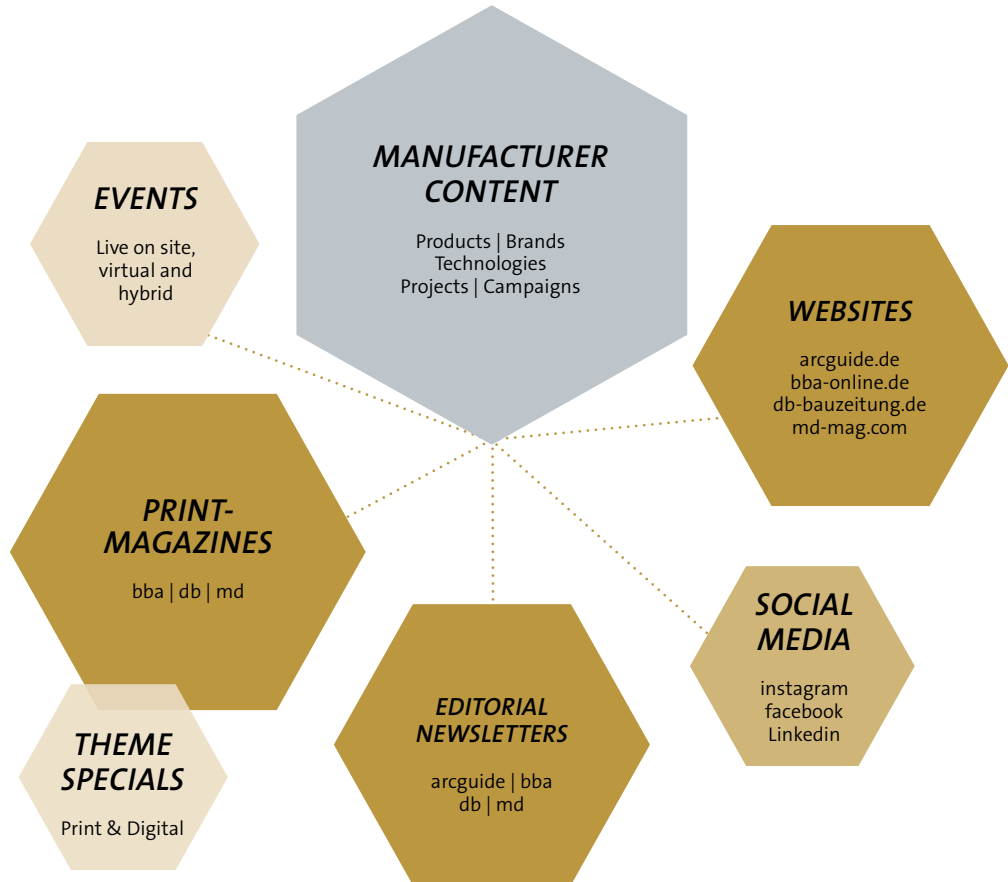 MANUFACTURER
CONTENT
Products | Brands
Technologies
Projects | Campaigns
EVENTS
Live on site,
virtual and
hybrid
WEBSITES
arcguide.de
bba-online.de
db-bauzeitung.de
md-mag.com
PRINT-
MAGAZINES
bba | db | md
SOCIAL
MEDIA
instagram
facebook
Linkedin
EDITORIAL
NEWSLETTERS
arcguide | bba
db | md
THEME
SPECIALS
Print & Digital